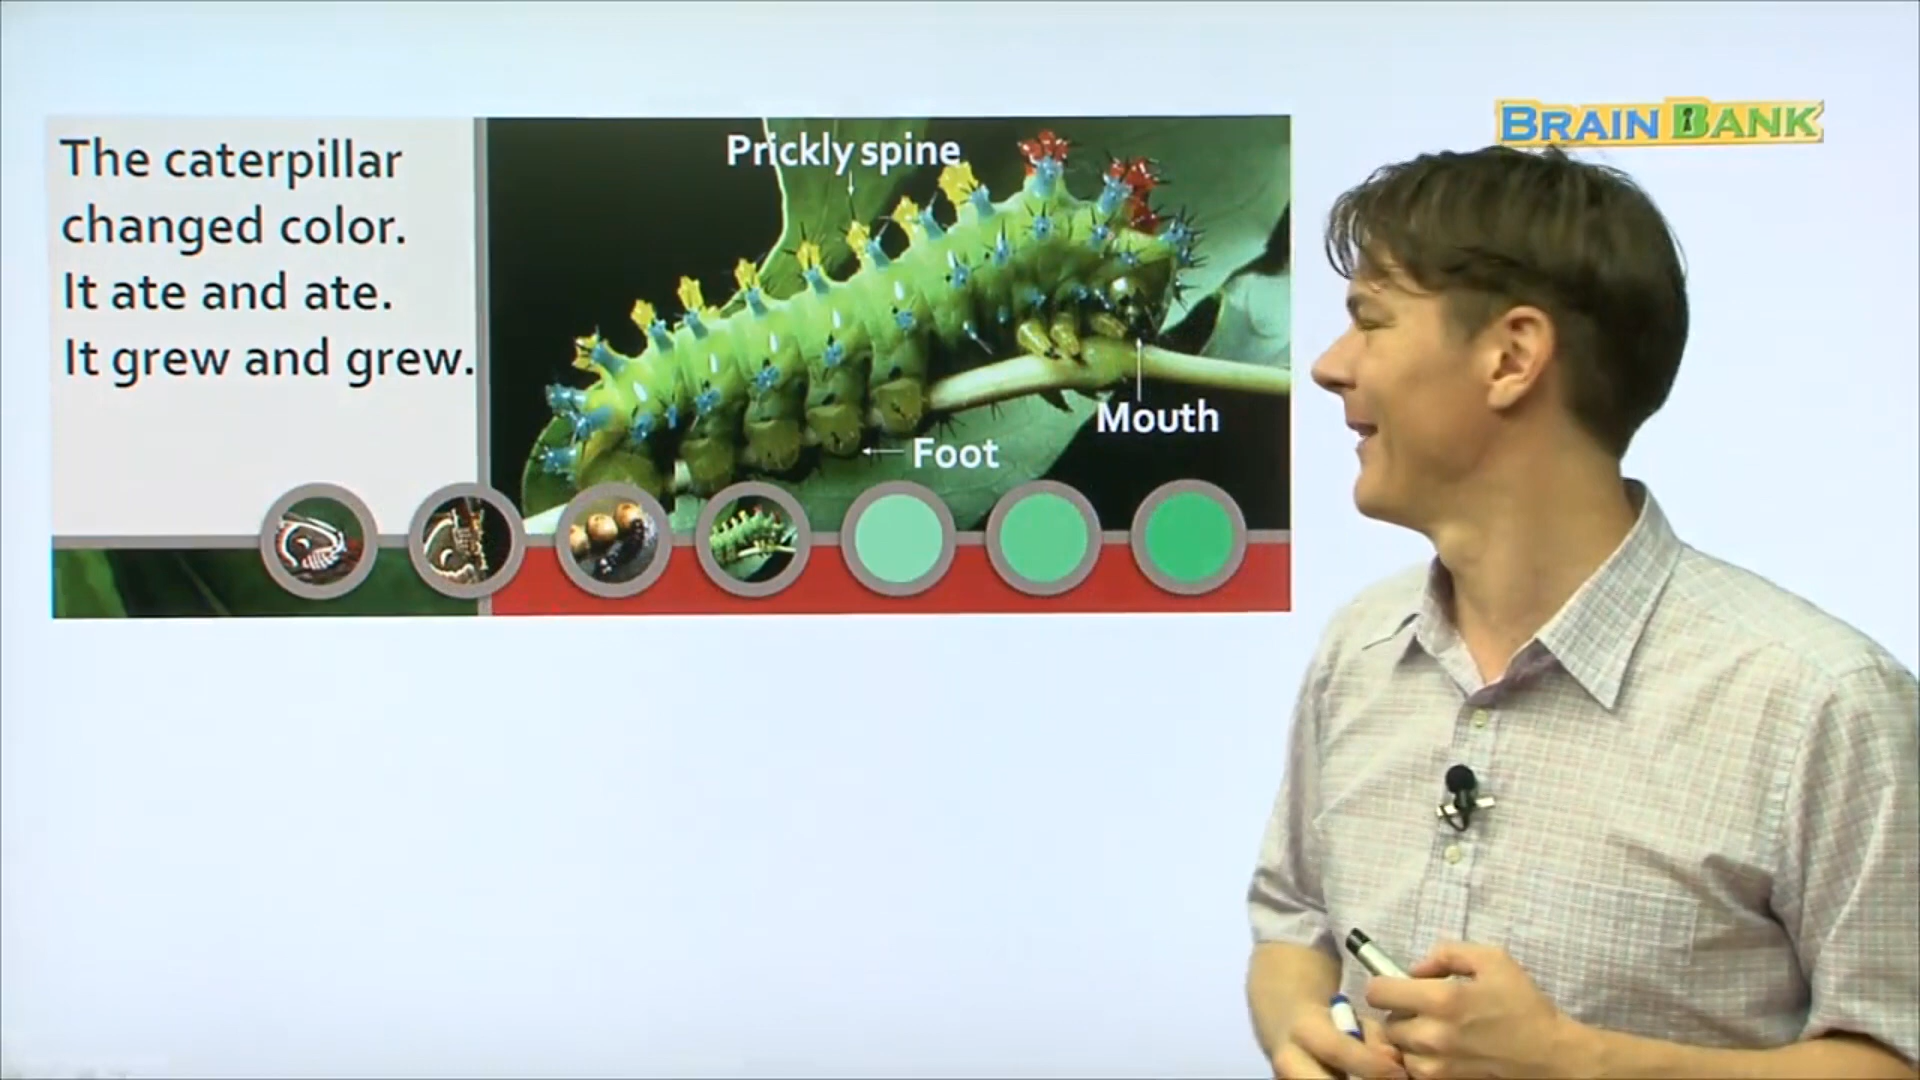 BRAIN BANK
The caterpillar
changed color.
It ate and ate.
It grew and grew.
Prickly spine
Mouth
Foot